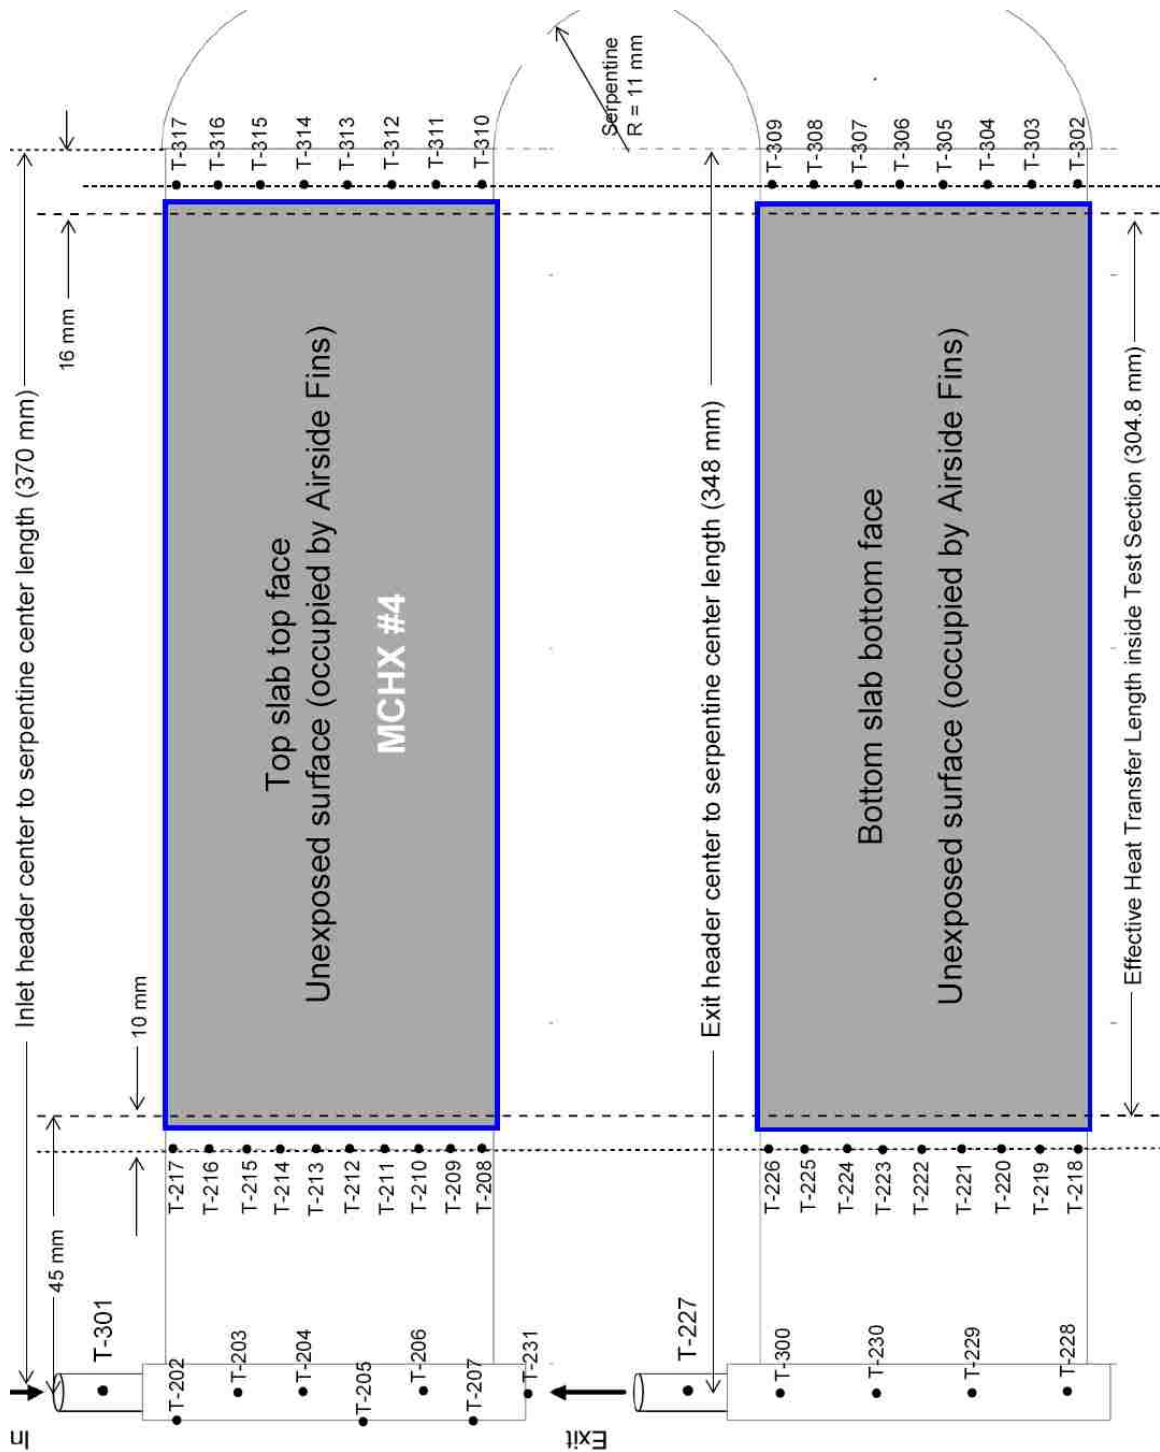 In
Inlet header center to serpentine center length (370 mm)
45 mm
16 mm
T-301
10 mm
T-202
T-203
T-204
T-205
T-206
T-207
T-231
T-217
T-216
T-215
T-214
T-213
T-212
T-211
T-210
T-209
T-208
Top slab top face
Unexposed surface (occupied by Airside Fins)
MCHX #4
T-317
T-316
T-315
T-314
T-313
T-312
T-311
T-310
Serpentine
R = 11 mm
Exit
T-227
Exit header center to serpentine center length (348 mm)
T-300
T-230
T-229
T-228
T-226
T-225
T-224
T-223
T-222
T-221
T-220
T-219
T-218
Bottom slab bottom face
Unexposed surface (occupied by Airside Fins)
T-309
T-308
T-307
T-306
T-305
T-304
T-303
T-302
Effective Heat Transfer Length inside Test Section (304.8 mm)